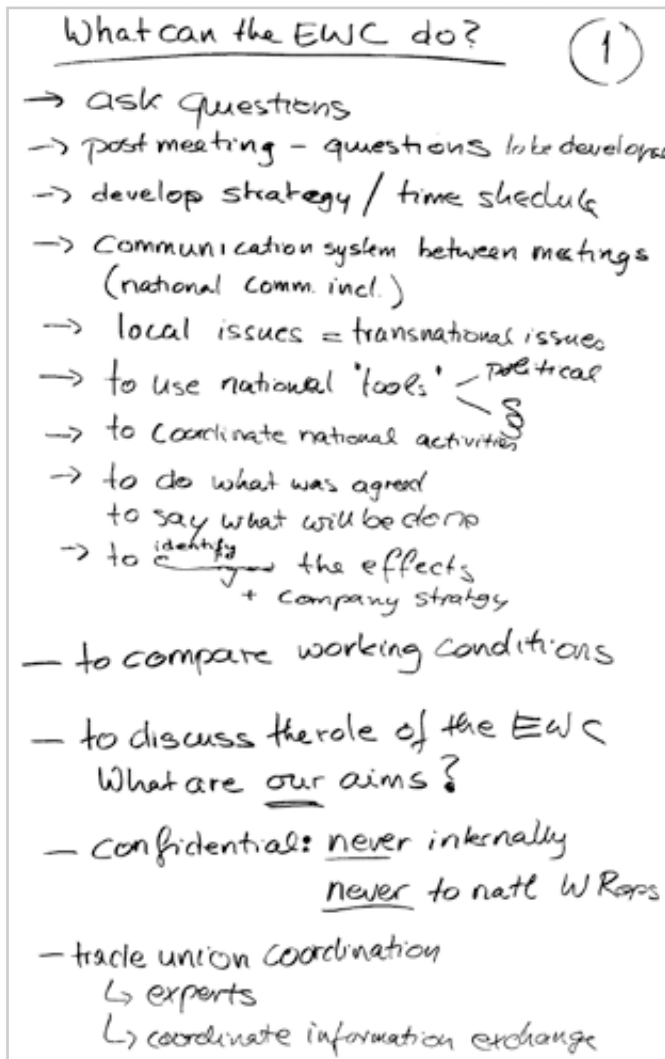 What can the EWC do? 1
→ ask questions
→ post meeting - questions to be developed
→ develop strategy / time shedule
→ communication system between meetings
(national comm. incl.)
→ local issues = transnational issues
→ to use national 'tools' < political
§
→ to coordinate national activities
→ to do what was agreed
to say what will be done
→ to identify the effects
+ company strategy
- to compare working conditions
- to discuss the role of the EWC
What are our aims?
- confidential: never internally
never to natl WReps
- trade union coordination
↳ experts
↳ coordinate information exchange